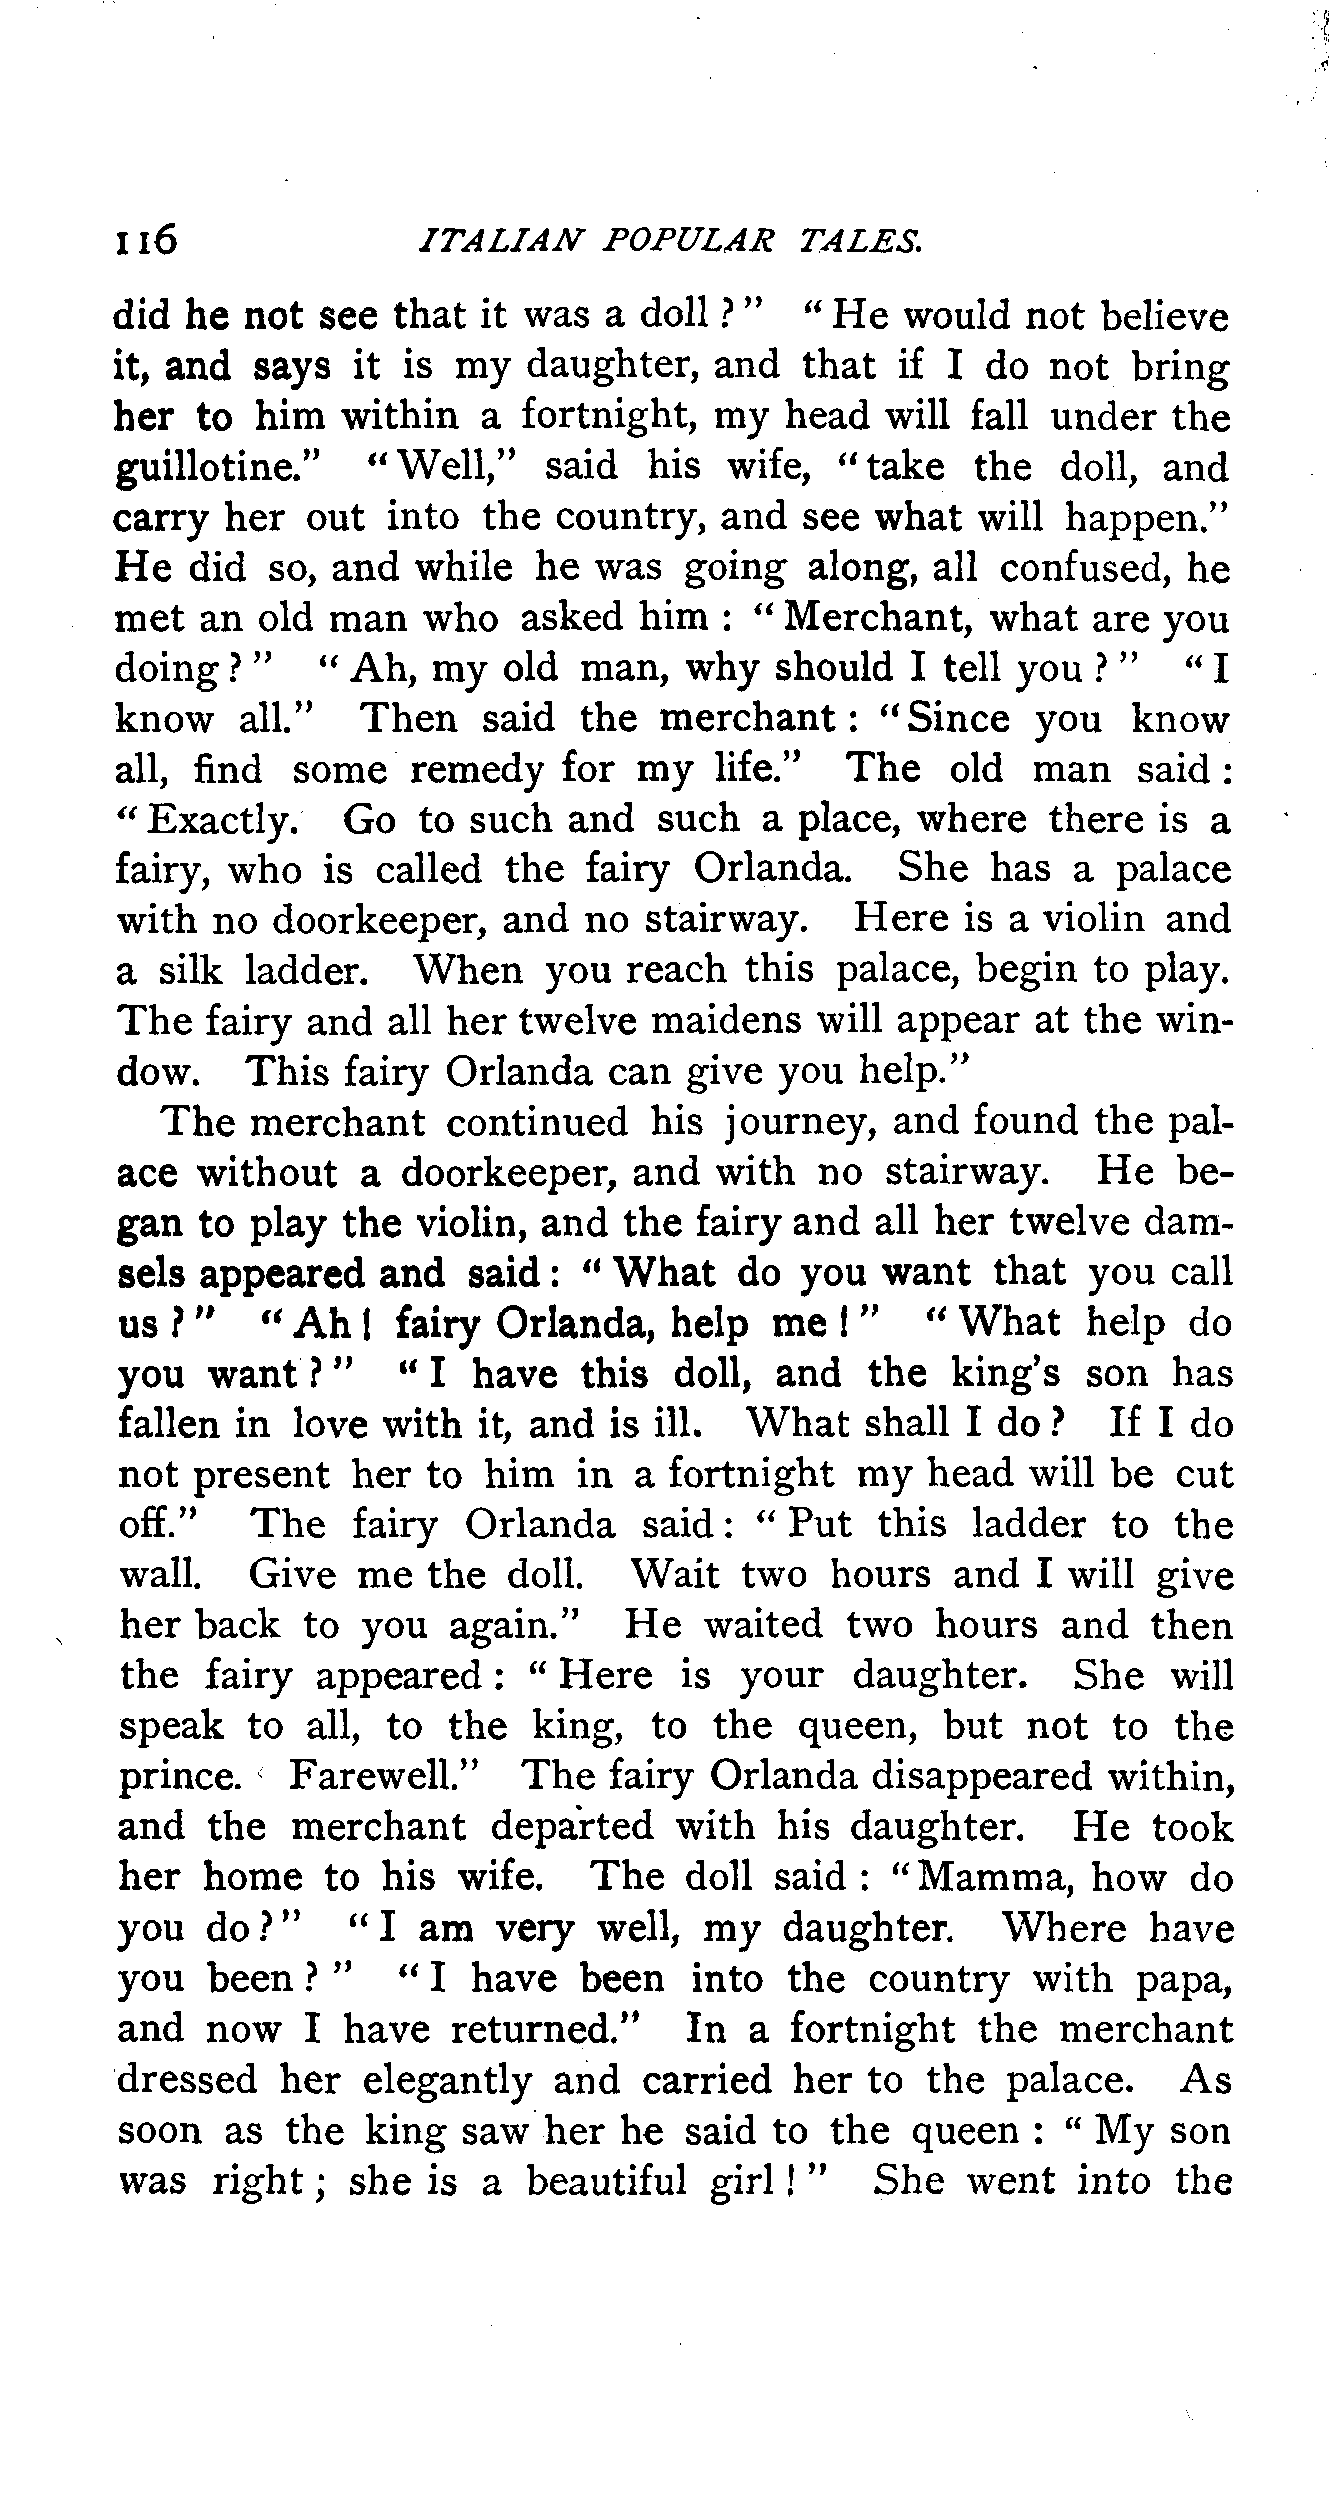 116 ITALIAN POPULAR TALES.
did he not see that it was a doll?" "He would not believe
it, and says it is my daughter, and that if I do not bring
her to him within a fortnight, my head will fall under the
guillotine." "Well," said his wife, "take the doll, and
carry her out into the country, and see what will happen."
He did so, and while he was going along, all confused, he
met an old man who asked him: "Merchant, what are you
doing?" "Ah, my old man, why should I tell you?" "I
know all." Then said the merchant: "Since you know
all, find some remedy for my life." The old man said:
"Exactly. Go to such and such a place, where there is a
fairy, who is called the fairy Orlanda. She has a palace
with no doorkeeper, and no stairway. Here is a violin and
a silk ladder. When you reach this palace, begin to play.
The fairy and all her twelve maidens will appear at the win-
dow. This fairy Orlanda can give you help."
The merchant continued his journey, and found the pal-
ace without a doorkeeper, and with no stairway. He be-
gan to play the violin, and the fairy and all her twelve dam-
sels appeared and said: "What do you want that you call
us?" "Ah! fairy Orlanda, help me!" "What help do
you want?" "I have this doll, and the king's son has
fallen in love with it, and is ill. What shall I do? If I do
not present her to him in a fortnight my head will be cut
off." The fairy Orlanda said: "Put this ladder to the
wall. Give me the doll. Wait two hours and I will give
her back to you again." He waited two hours and then
the fairy appeared: "Here is your daughter. She will
speak to all, to the king, to the queen, but not to the
prince. Farewell." The fairy Orlanda disappeared within,
and the merchant departed with his daughter. He took
her home to his wife. The doll said: "Mamma, how do
you do?" "I am very well, my daughter. Where have
you been?" "I have been into the country with papa,
and now I have returned." In a fortnight the merchant
dressed her elegantly and carried her to the palace. As
soon as the king saw her he said to the queen: "My son
was right; she is a beautiful girl!" She went into the